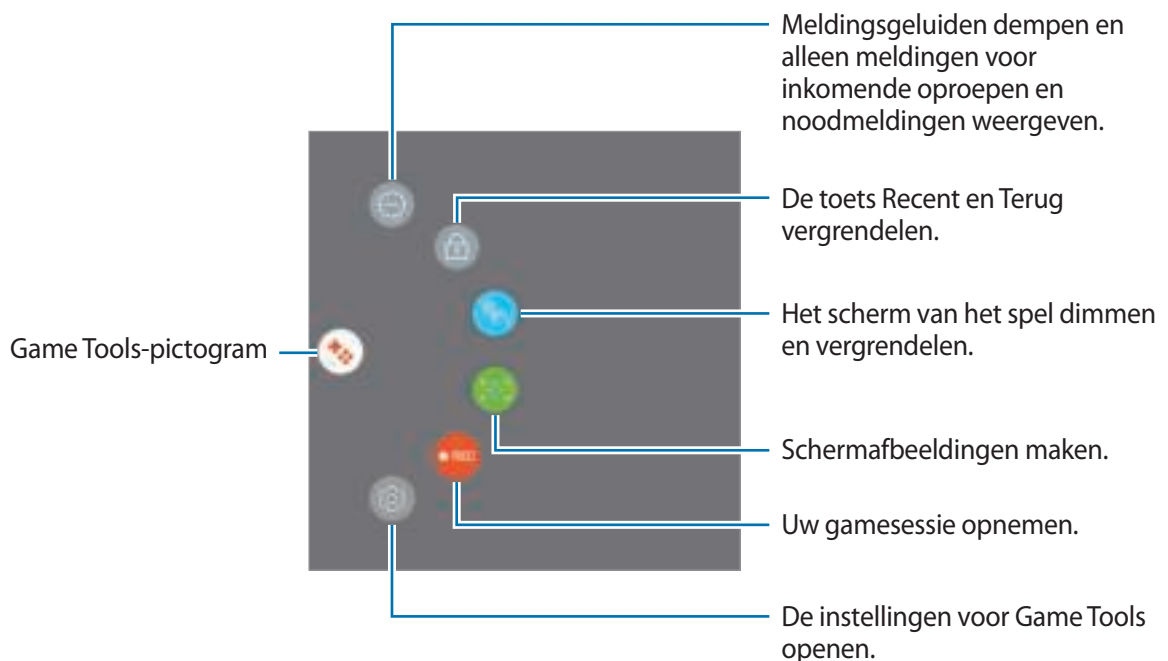 Meldingsgeluiden dempen en
alleen meldingen voor
inkomende oproepen en
noodmeldingen weergeven.
De toets Recent en Terug
vergrendelen.
Het scherm van het spel dimmen
en vergrendelen.
Game Tools-pictogram
Schermafbeeldingen maken.
Uw gamesessie opnemen.
De instellingen voor Game Tools
openen.